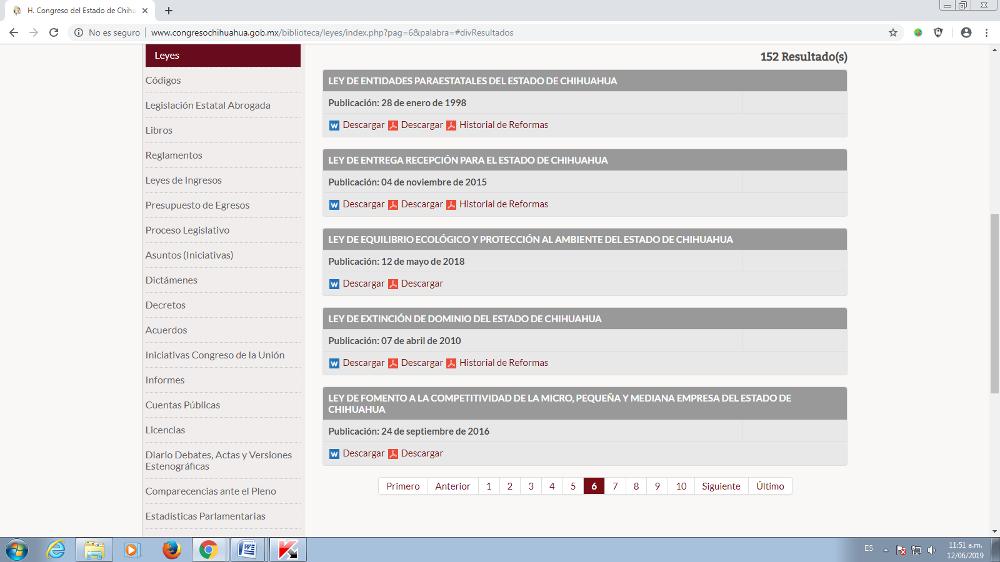 H. Congreso del Estado de Chihu
No es seguro
www.congresochihuahua.gob.mx/biblioteca/leyes/index.php?pag=6&palabra=#divResultados
Leyes
Códigos
Legislación Estatal Abrogada
Libros
Reglamentos
Leyes de Ingresos
Presupuesto de Egresos
Proceso Legislativo
Asuntos (Iniciativas)
Dictámenes
Decretos
Acuerdos
Iniciativas Congreso de la Unión
Informes
Cuentas Públicas
Licencias
Diario Debates, Actas y Versiones
Estenográficas
Comparecencias ante el Pleno
Estadísticas Parlamentarias
152 Resultado(s)
LEY DE ENTIDADES PARAESTATALES DEL ESTADO DE CHIHUAHUA
Publicación: 28 de enero de 1998
Descargar Descargar Historial de Reformas
LEY DE ENTREGA RECEPCIÓN PARA EL ESTADO DE CHIHUAHUA
Publicación: 04 de noviembre de 2015
Descargar Descargar Historial de Reformas
LEY DE EQUILIBRIO ECOLÓGICO Y PROTECCIÓN AL AMBIENTE DEL ESTADO DE CHIHUAHUA
Publicación: 12 de mayo de 2018
Descargar Descargar
LEY DE EXTINCIÓN DE DOMINIO DEL ESTADO DE CHIHUAHUA
Publicación: 07 de abril de 2010
Descargar Descargar Historial de Reformas
LEY DE FOMENTO A LA COMPETITIVIDAD DE LA MICRO, PEQUEÑA Y MEDIANA EMPRESA DEL ESTADO DE
CHIHUAHUA
Publicación: 24 de septiembre de 2016
Descargar Descargar
Primero Anterior 1 2 3 4 5 6 7 8 9 10 Siguiente Último
ES
11:51 a.m.
12/06/2019